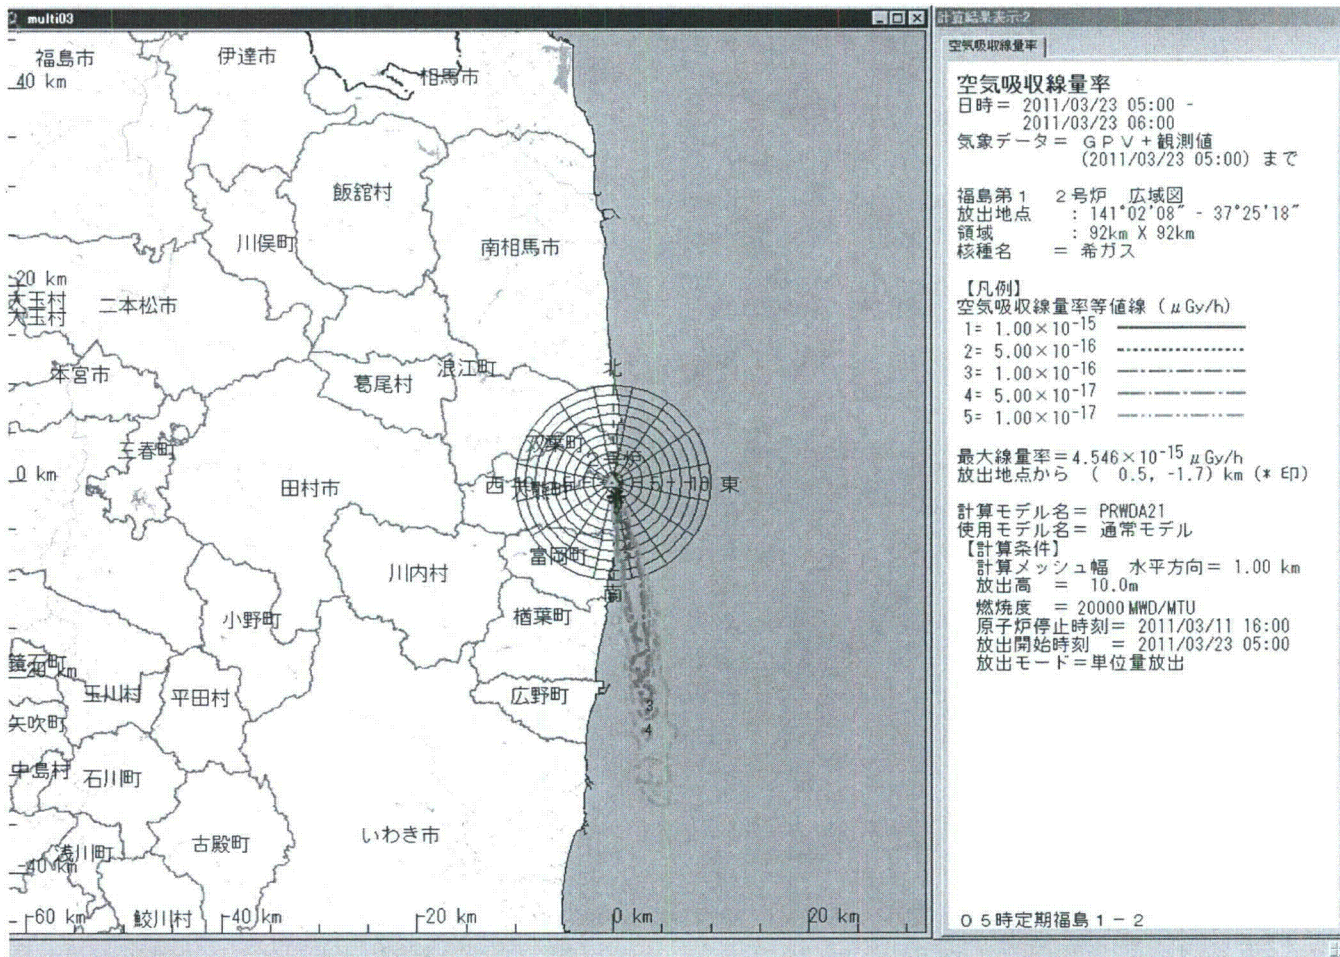 multi03
福島市
伊達市
相馬市
40 km
飯舘村
川俣町
南相馬市
20 km
大玉村
大玉村
二本松市
本宮市
葛尾村
浪江町
北
三春町
双葉町
0 km
田村市
西
東
富岡町
川内村
南
小野町
楢葉町
鏡石町
-20 km
玉川村
平田村
広野町
矢吹町
3
4
中島村
石川町
いわき市
古殿町
浅川町
-40 km
鮫川村
-60 km
-40 km
-20 km
0 km
20 km
計算結果表示:2
空気吸収線量率
空気吸収線量率
日時= 2011/03/23 05:00 -
2011/03/23 06:00
気象データ= GPV+観測値
(2011/03/23 05:00) まで
福島第1 2号炉 広域図
放出地点 : 141°02'08" - 37°25'18"
領域 : 92km X 92km
核種名 = 希ガス
【凡例】
空気吸収線量率等値線 (μGy/h)
1= 1.00×10⁻¹⁵
2= 5.00×10⁻¹⁶
3= 1.00×10⁻¹⁶
4= 5.00×10⁻¹⁷
5= 1.00×10⁻¹⁷
最大線量率=4.546×10⁻¹⁵ μGy/h
放出地点から ( 0.5, -1.7) km (* 印)
計算モデル名= PRWDA21
使用モデル名= 通常モデル
【計算条件】
計算メッシュ幅 水平方向= 1.00 km
放出高 = 10.0m
燃焼度 = 20000MWD/MTU
原子炉停止時刻= 2011/03/11 16:00
放出開始時刻 = 2011/03/23 05:00
放出モード=単位量放出
05時定期福島1-2